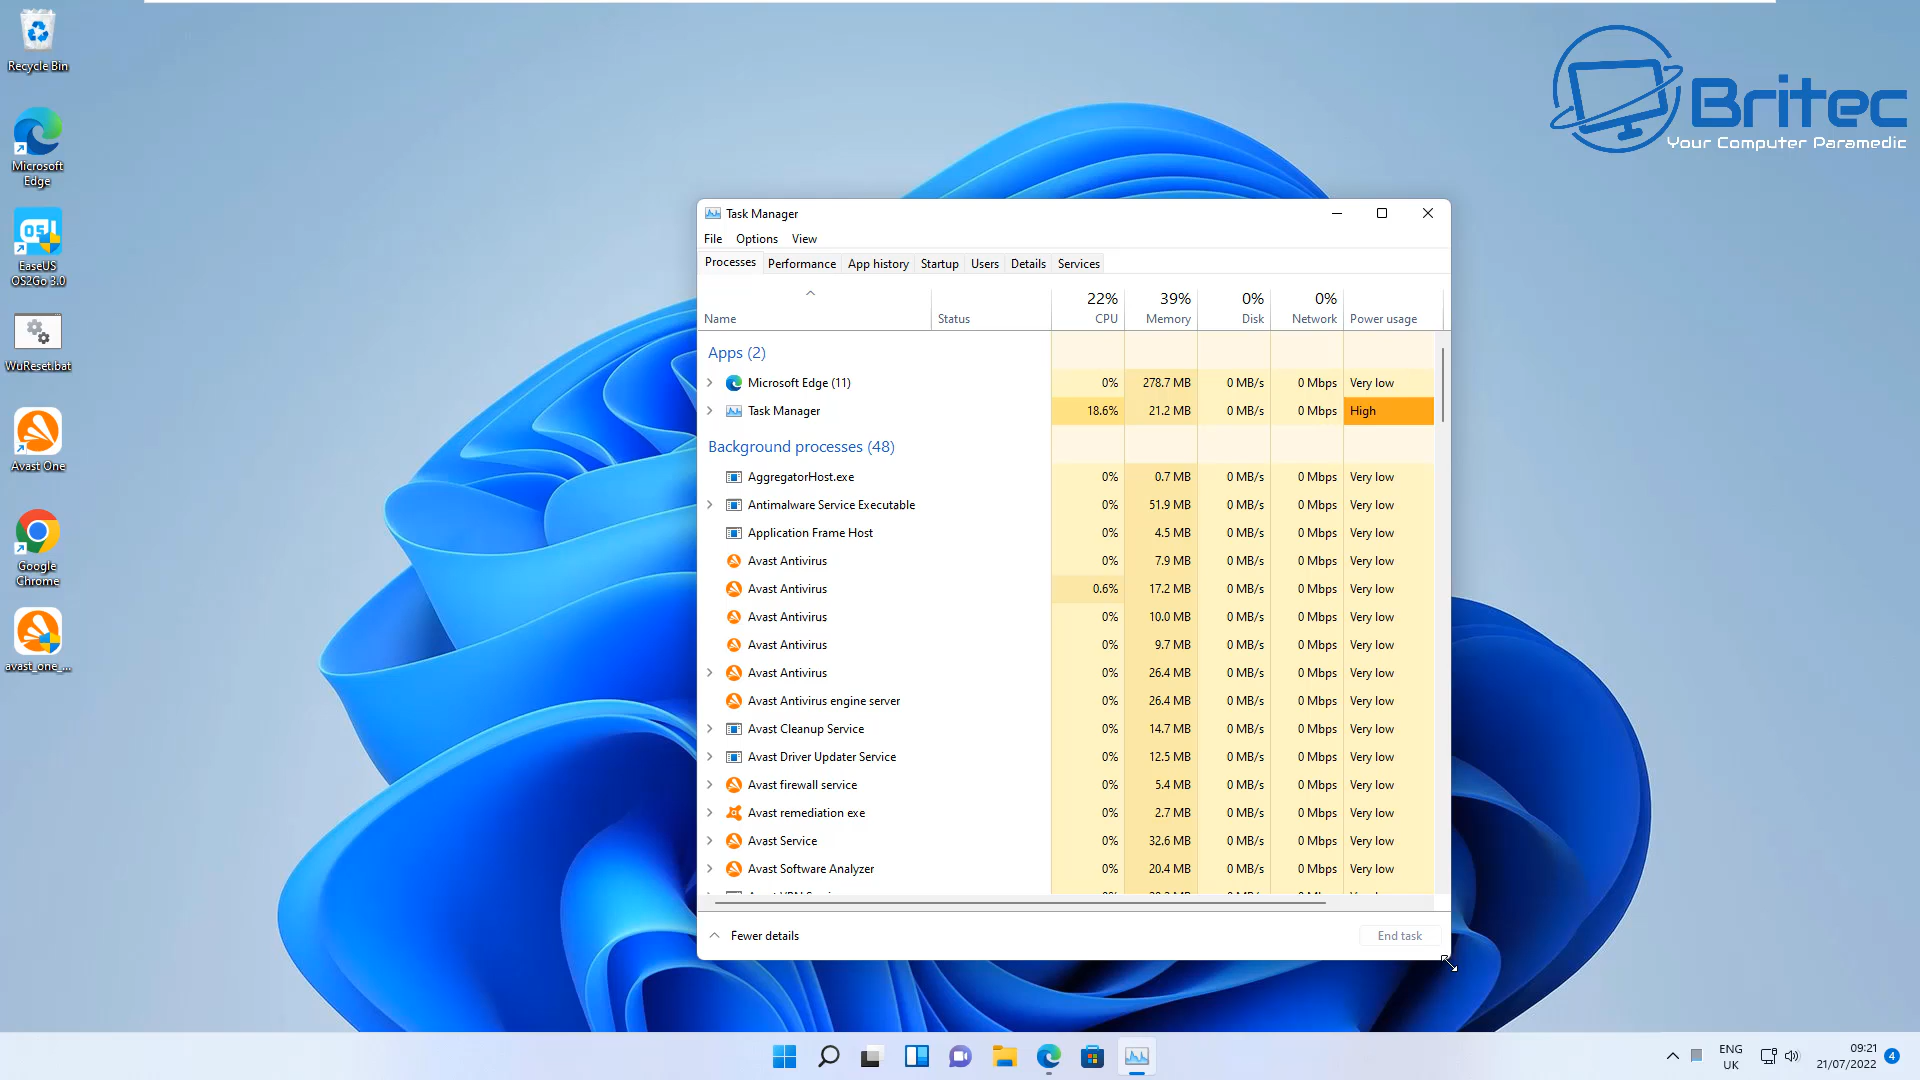 Recycle Bin
Microsoft
Edge
EaseUS
OS2Go 3.0
WuReset.bat
Avast One
Google
Chrome
avast_one_...
Britec
Your Computer Paramedic
Task Manager
File Options View
Processes Performance App history Startup Users Details Services
22% 39% 0% 0%
Name Status CPU Memory Disk Network Power usage
Apps (2)
Microsoft Edge (11) 0% 278.7 MB 0 MB/s 0 Mbps Very low
Task Manager 18.6% 21.2 MB 0 MB/s 0 Mbps High
Background processes (48)
AggregatorHost.exe 0% 0.7 MB 0 MB/s 0 Mbps Very low
Antimalware Service Executable 0% 51.9 MB 0 MB/s 0 Mbps Very low
Application Frame Host 0% 4.5 MB 0 MB/s 0 Mbps Very low
Avast Antivirus 0% 7.9 MB 0 MB/s 0 Mbps Very low
Avast Antivirus 0.6% 17.2 MB 0 MB/s 0 Mbps Very low
Avast Antivirus 0% 10.0 MB 0 MB/s 0 Mbps Very low
Avast Antivirus 0% 9.7 MB 0 MB/s 0 Mbps Very low
Avast Antivirus 0% 26.4 MB 0 MB/s 0 Mbps Very low
Avast Antivirus engine server 0% 26.4 MB 0 MB/s 0 Mbps Very low
Avast Cleanup Service 0% 14.7 MB 0 MB/s 0 Mbps Very low
Avast Driver Updater Service 0% 12.5 MB 0 MB/s 0 Mbps Very low
Avast firewall service 0% 5.4 MB 0 MB/s 0 Mbps Very low
Avast remediation exe 0% 2.7 MB 0 MB/s 0 Mbps Very low
Avast Service 0% 32.6 MB 0 MB/s 0 Mbps Very low
Avast Software Analyzer 0% 20.4 MB 0 MB/s 0 Mbps Very low
Fewer details End task
ENG
UK
09:21
21/07/2022
4